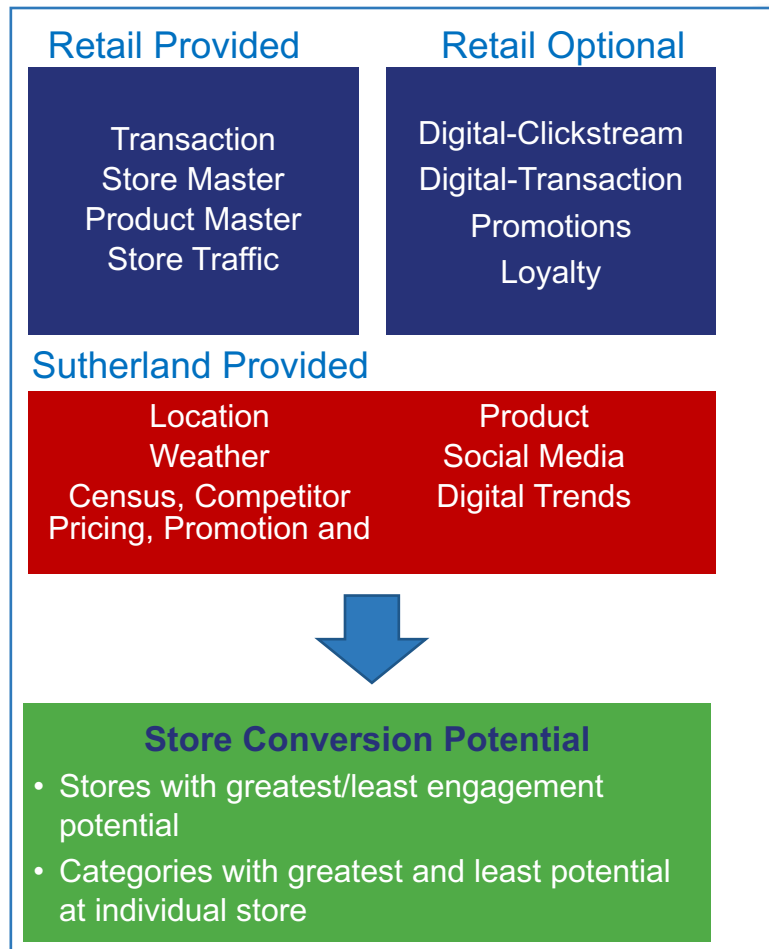 Retail Provided
Transaction
Store Master
Product Master
Store Traffic
Retail Optional
Digital-Clickstream
Digital-Transaction
Promotions
Loyalty
Sutherland Provided
Location
Weather
Census, Competitor
Pricing, Promotion and
Product
Social Media
Digital Trends
Store Conversion Potential
• Stores with greatest/least engagement
potential
• Categories with greatest and least potential
at individual store